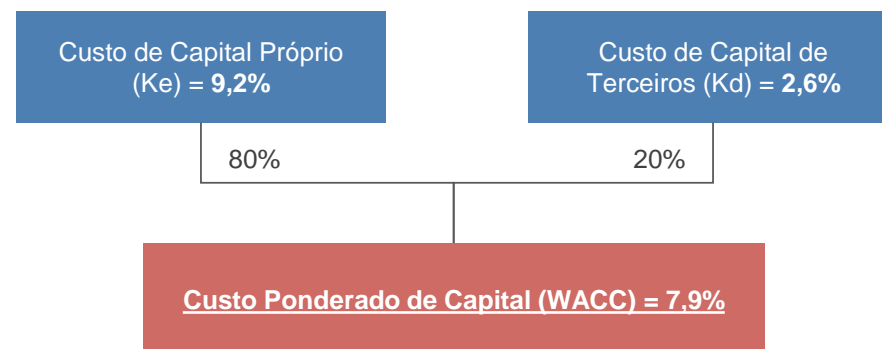 Custo de Capital Próprio
(Ke) = 9,2%
Custo de Capital de
Terceiros (Kd) = 2,6%
80%
20%
Custo Ponderado de Capital (WACC) = 7,9%